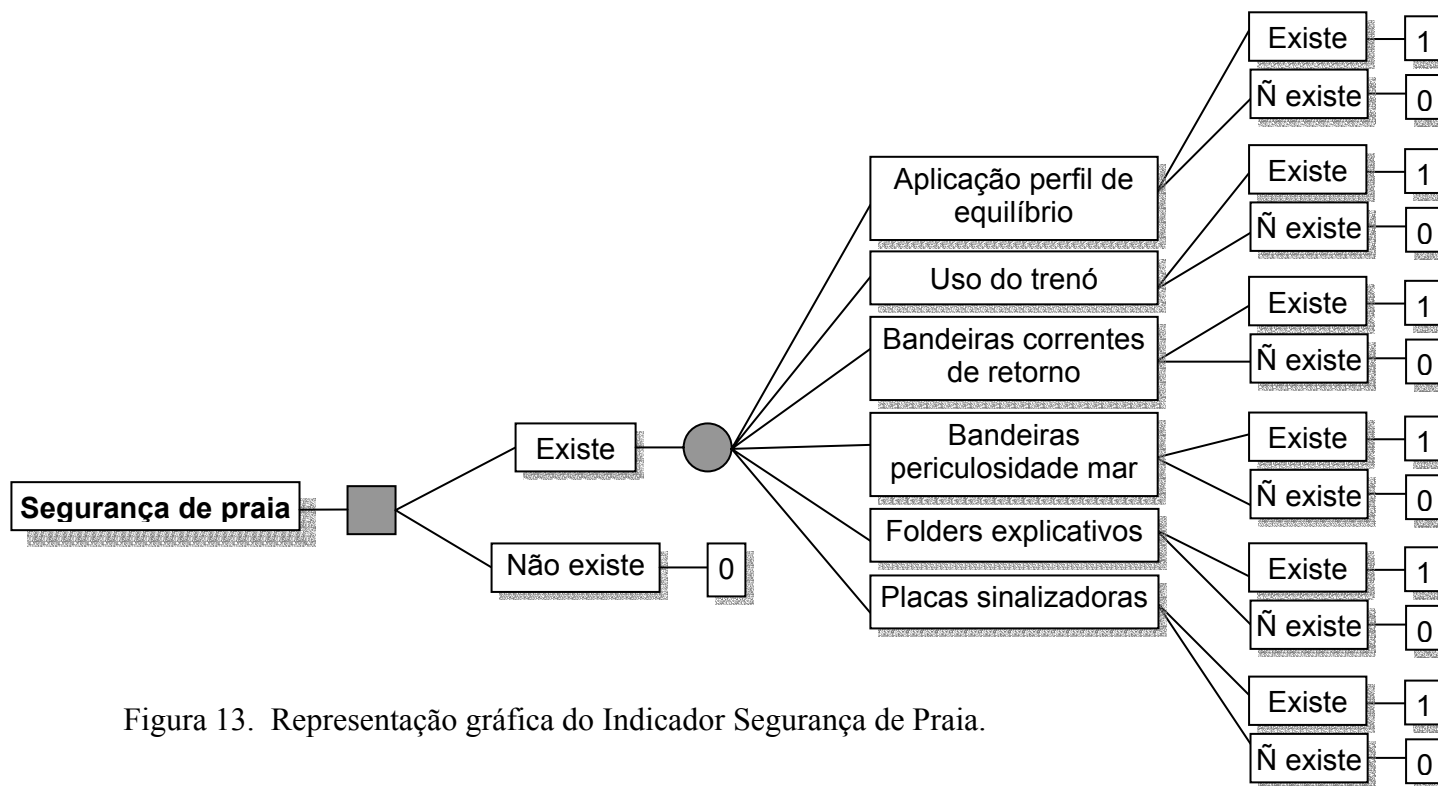 Existe 1
Ñ existe 0
Aplicação perfil de
equilíbrio
Existe 1
Ñ existe 0
Uso do trenó
Existe 1
Bandeiras correntes
de retorno
Ñ existe 0
Existe
Bandeiras
periculosidade mar
Existe 1
Ñ existe 0
Segurança de praia
Folders explicativos
Não existe 0
Existe 1
Placas sinalizadoras
Ñ existe 0
Existe 1
Ñ existe 0
Figura 13. Representação gráfica do Indicador Segurança de Praia.